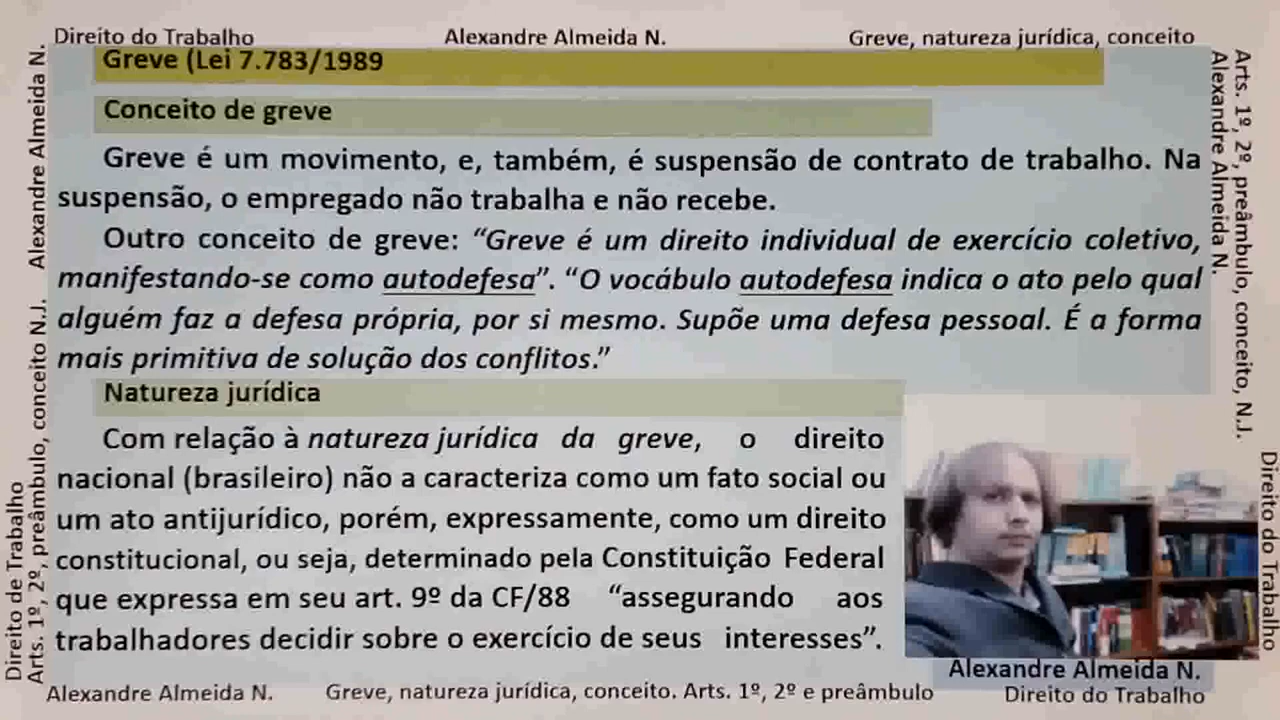 Direito do Trabalho Alexandre Almeida N. Greve, natureza jurídica, conceito
Greve (Lei 7.783/1989
Conceito de greve
Greve é um movimento, e, também, é suspensão de contrato de trabalho. Na
suspensão, o empregado não trabalha e não recebe.
Outro conceito de greve: “Greve é um direito individual de exercício coletivo,
manifestando-se como autodefesa”. “O vocábulo autodefesa indica o ato pelo qual
alguém faz a defesa própria, por si mesmo. Supõe uma defesa pessoal. É a forma
mais primitiva de solução dos conflitos.”
Natureza jurídica
Com relação à natureza jurídica da greve, o direito
nacional (brasileiro) não a caracteriza como um fato social ou
um ato antijurídico, porém, expressamente, como um direito
constitucional, ou seja, determinado pela Constituição Federal
que expressa em seu art. 9º da CF/88 “assegurando aos
trabalhadores decidir sobre o exercício de seus interesses”.
Alexandre Almeida N.
Alexandre Almeida N. Greve, natureza jurídica, conceito. Arts. 1º, 2º e preâmbulo Direito do Trabalho
Direito de Trabalho
Arts. 1º, 2º, preâmbulo, conceito N.J. Alexandre Almeida N.
Arts. 1º, 2º, preâmbulo, conceito, N.J.
Alexandre Almeida N.
Direito do Trabalho